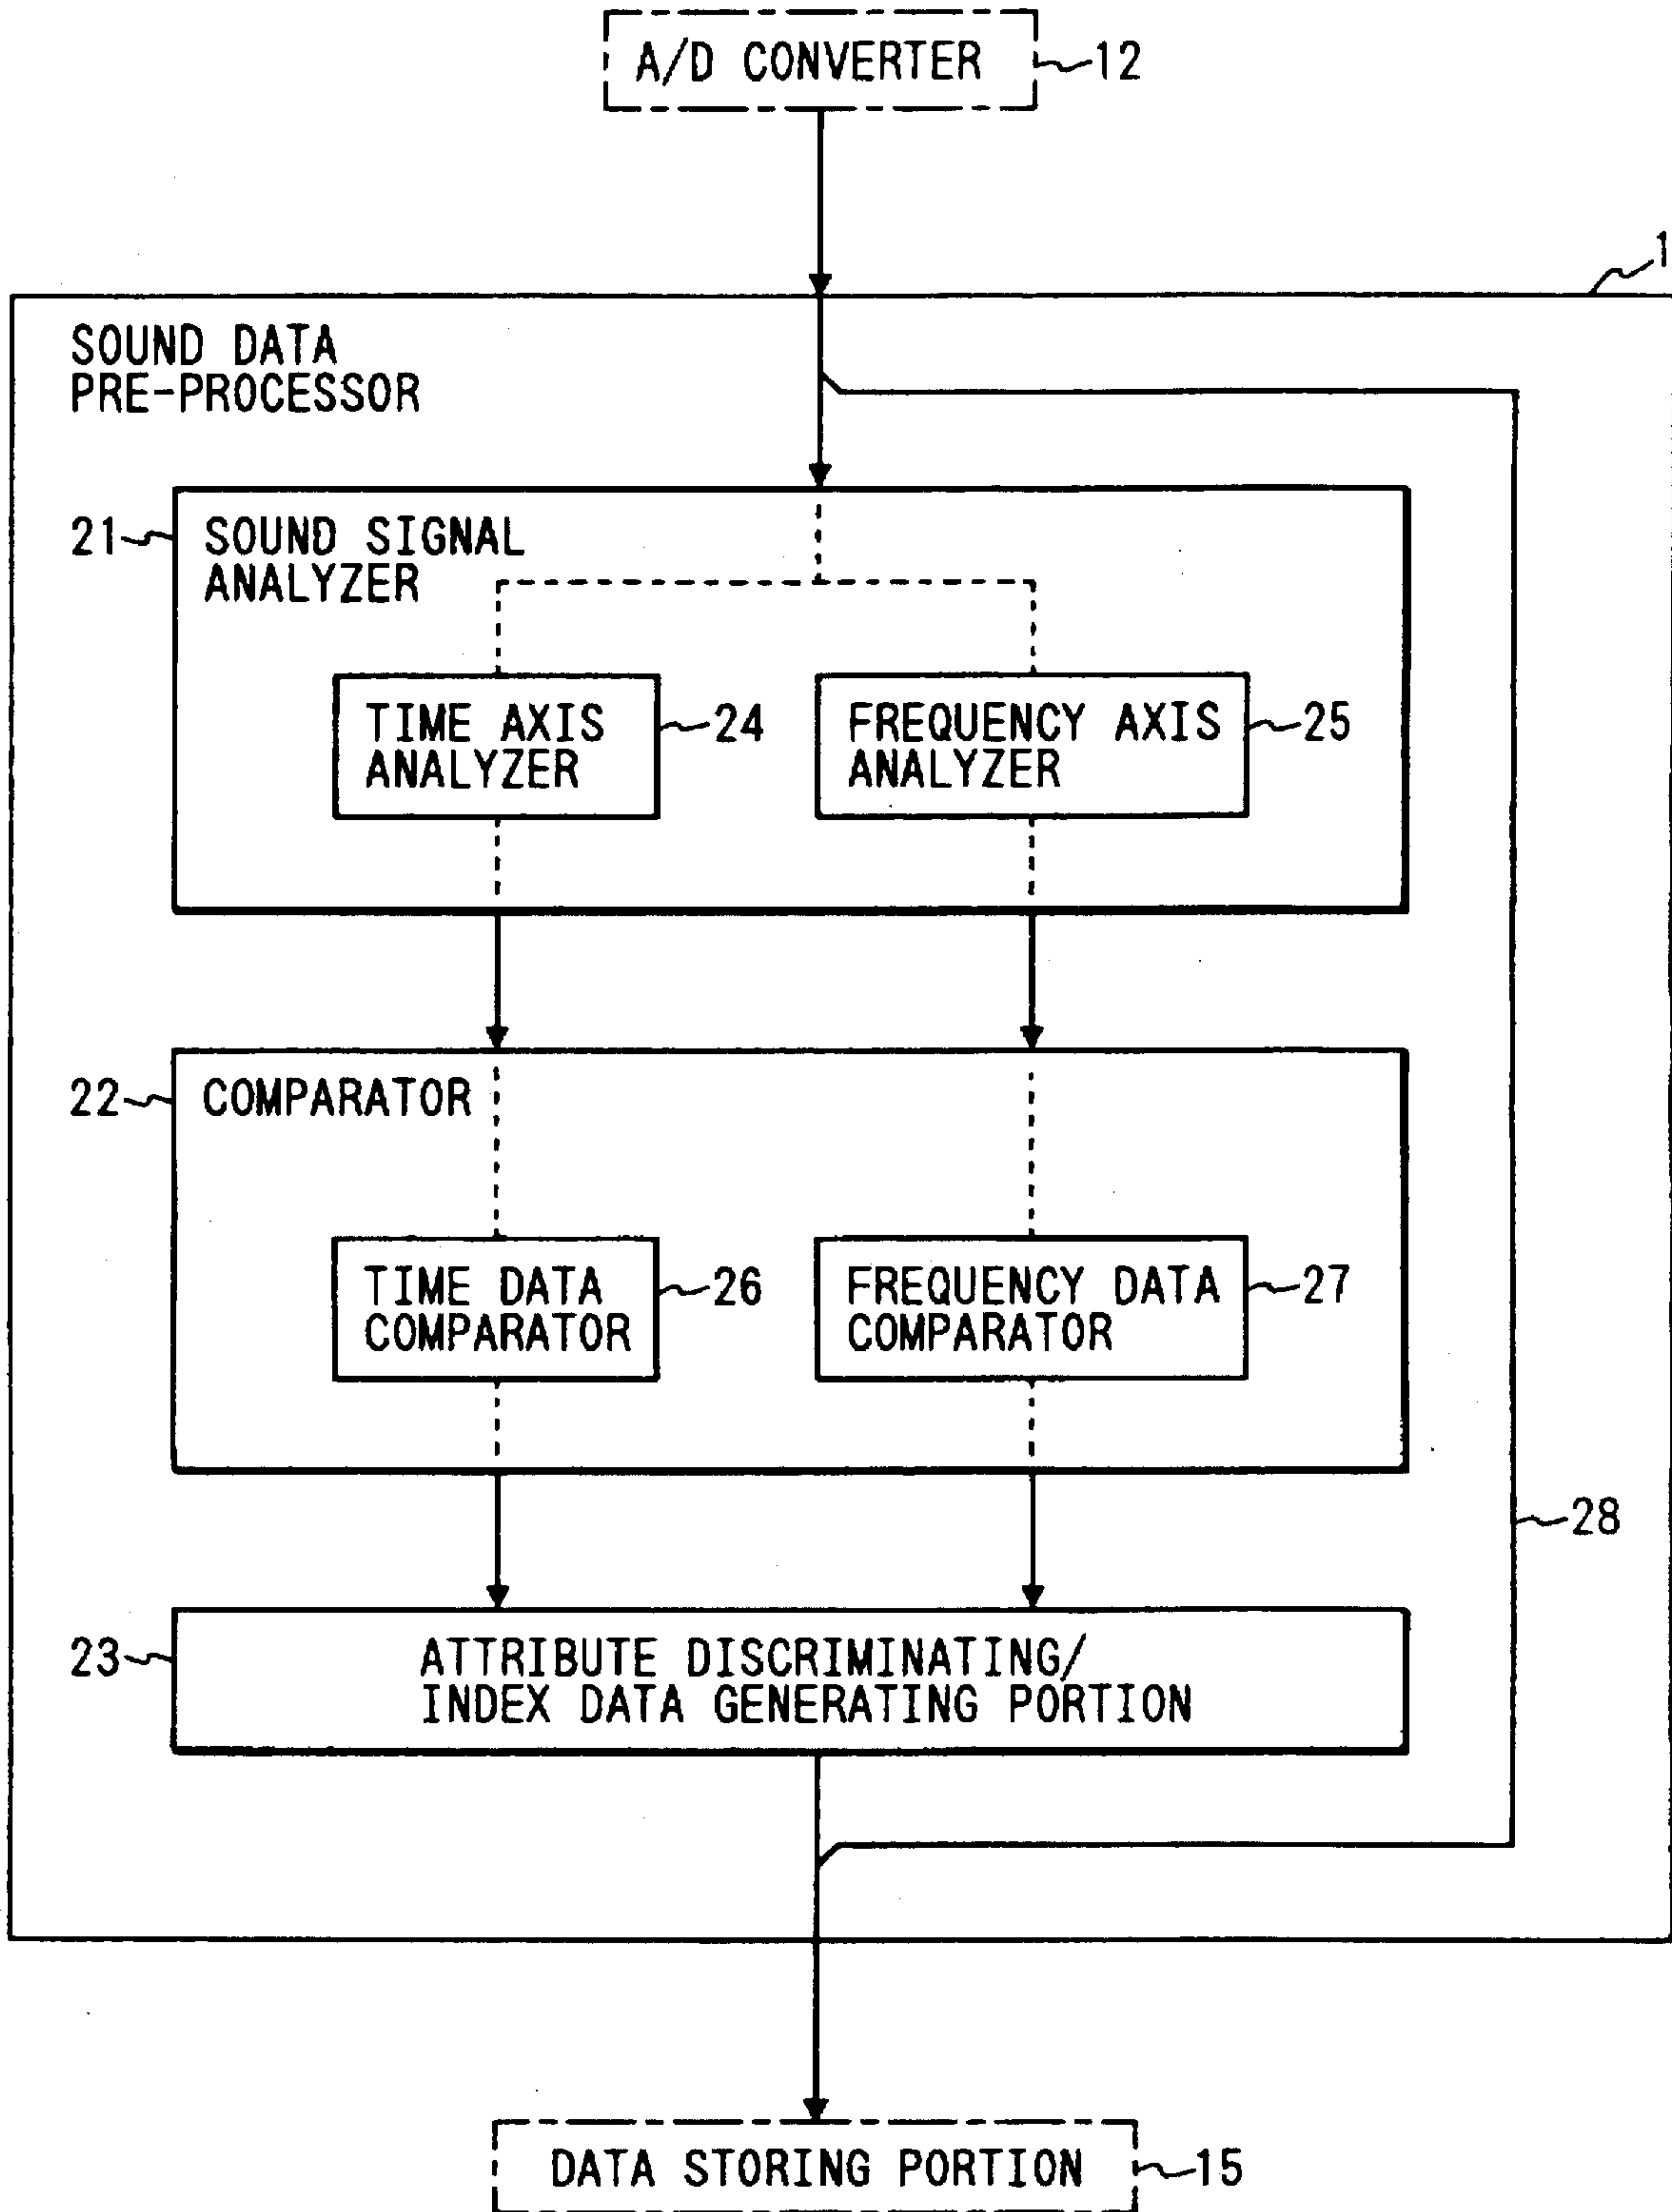 A/D CONVERTER
12
1
SOUND DATA
PRE-PROCESSOR
21
SOUND SIGNAL
ANALYZER
TIME AXIS
ANALYZER
24
FREQUENCY AXIS
ANALYZER
25
22
COMPARATOR
TIME DATA
COMPARATOR
26
FREQUENCY DATA
COMPARATOR
27
28
23
ATTRIBUTE DISCRIMINATING/
INDEX DATA GENERATING PORTION
DATA STORING PORTION
15